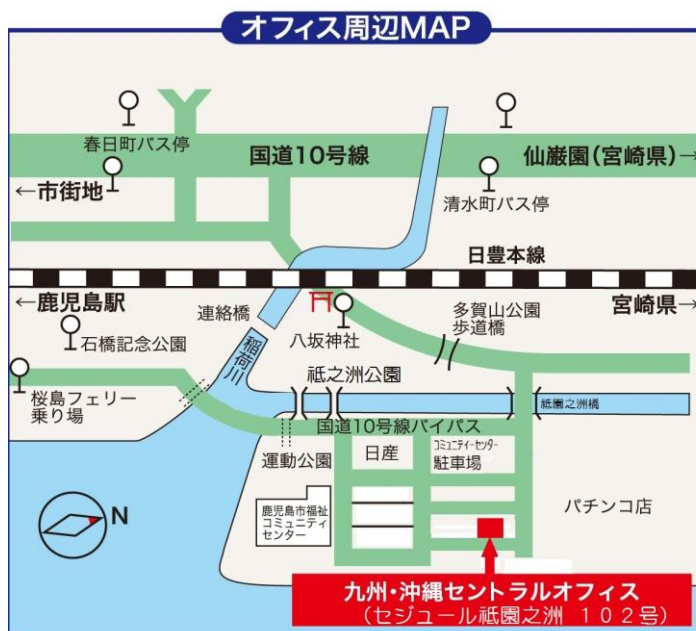 オフィス周辺MAP
春日町バス停
国道10号線
仙巌園(宮崎県)→
←市街地
清水町バス停
日豊本線
←鹿児島駅
宮崎県→
連絡橋
石橋記念公園
八坂神社
多賀山公園
歩道橋
稲荷川
祗之洲公園
桜島フェリー
乗り場
祗園之洲橋
国道10号線バイパス
運動公園
日産
コミュニティーセンター
駐車場
鹿児島市福祉
コミュニティ
センター
パチンコ店
N
九州・沖縄セントラルオフィス
(セジュール祗園之洲 102号)